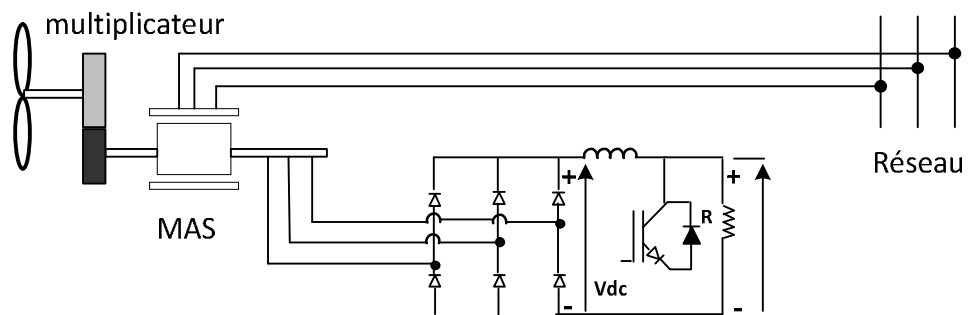 multiplicateur
Réseau
MAS
+
+
R
Vdc
-
-